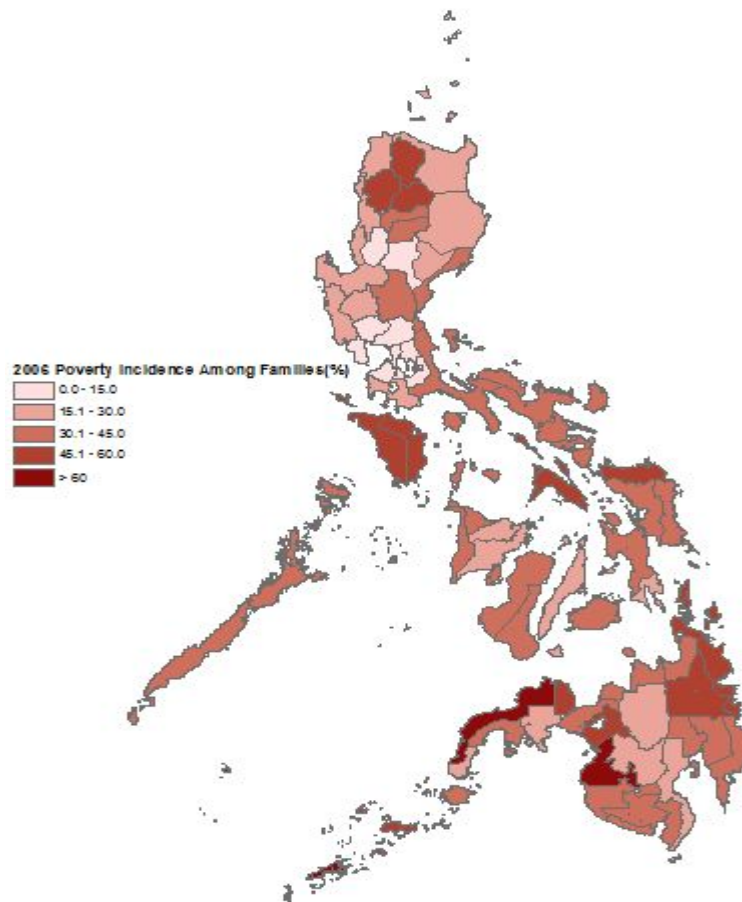 2006 Poverty Incidence Among Families(%)
0.0 - 15.0
15.1 - 30.0
30.1 - 45.0
45.1 - 60.0
> 60